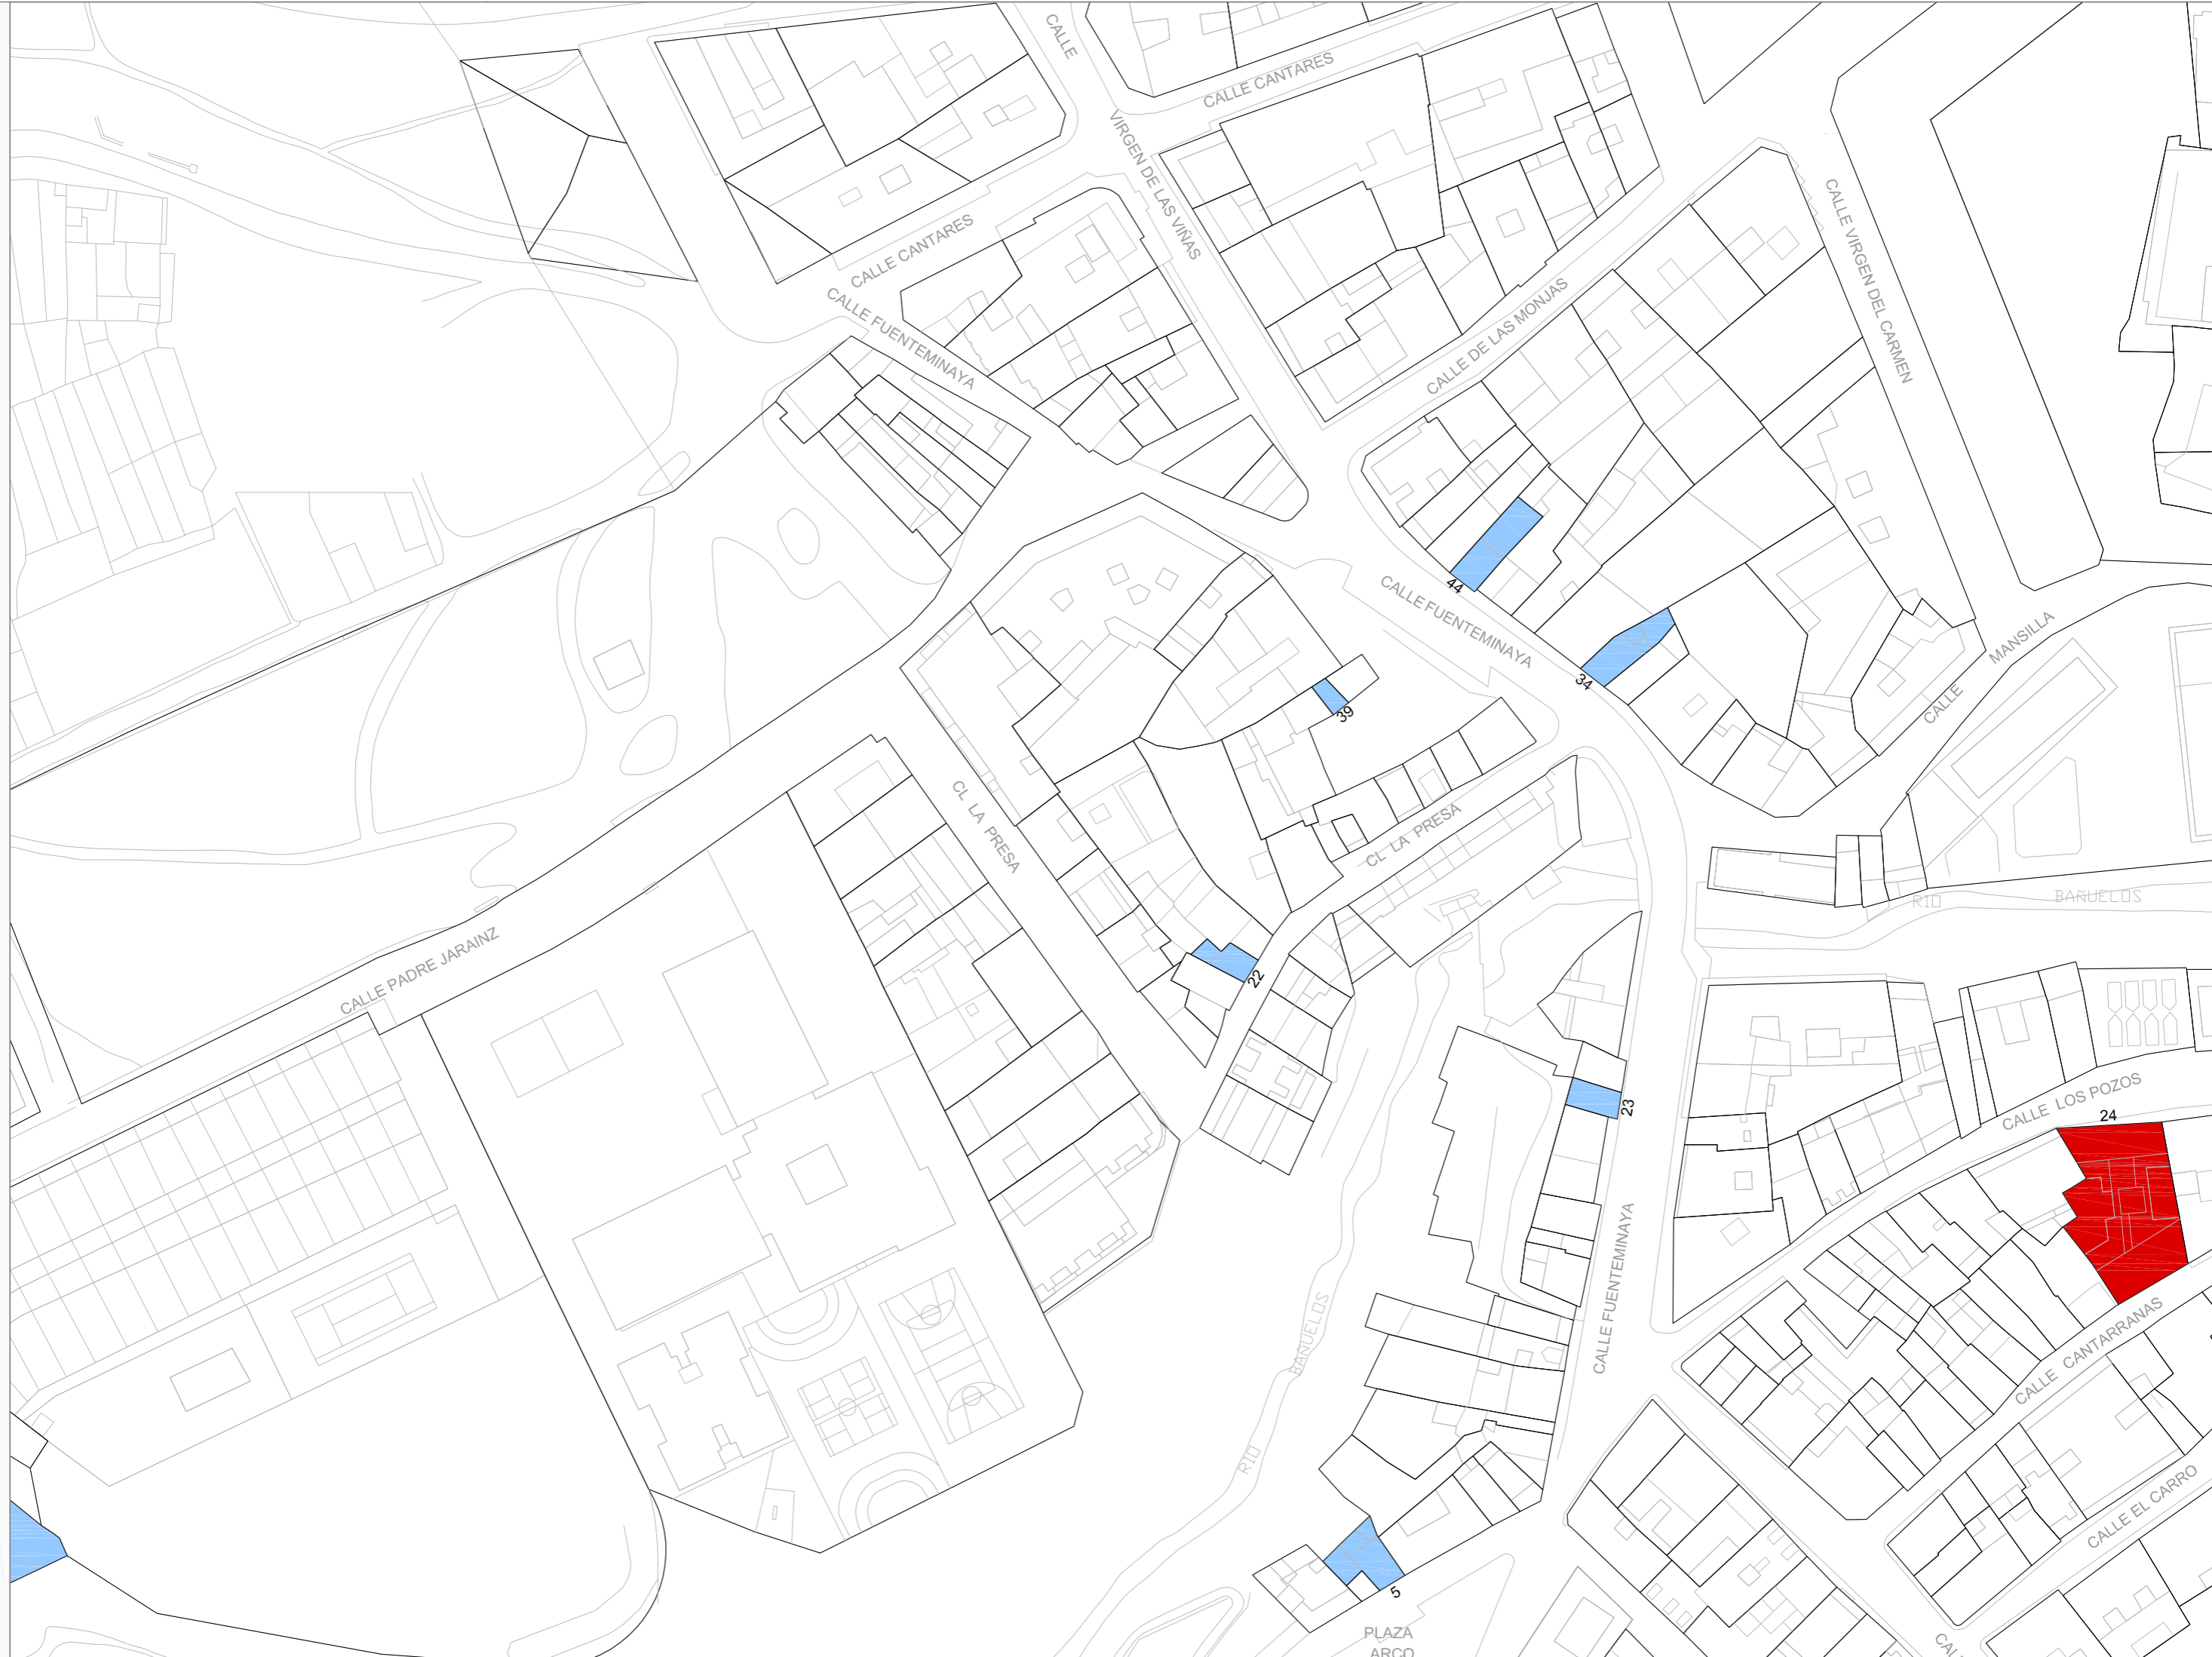 CALLE
CALLE CANTARES
VIRGEN DE LAS VIÑAS
CALLE VIRGEN DEL CARMEN
CALLE CANTARES
CALLE FUENTEMINAYA
CALLE DE LAS MONJAS
44
CALLE FUENTEMINAYA
MANSILLA
CALLE
34
39
CL LA PRESA
CL LA PRESA
RIO
BAÑUELOS
CALLE PADRE JARAINZ
22
23
CALLE LOS POZOS
24
CALLE FUENTEMINAYA
BAÑUELOS
RIO
CALLE CANTARRANAS
CALLE EL CARRO
5
PLAZA
ARCO